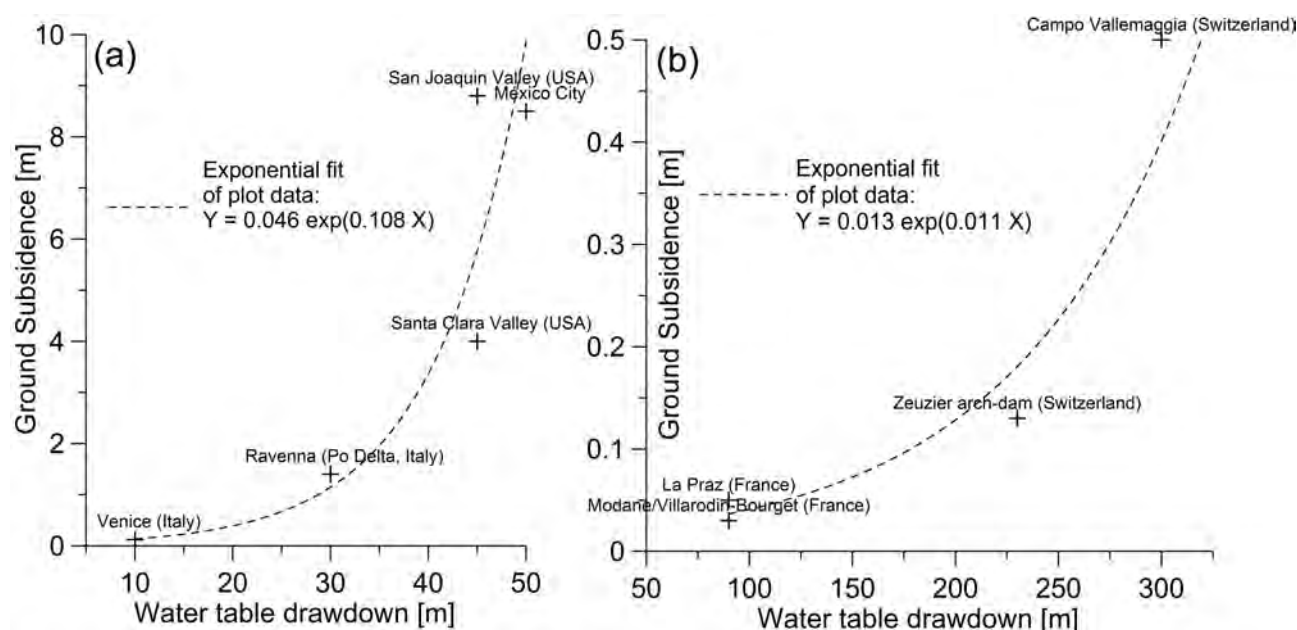 (a)
10
8
6
4
2
0
Ground Subsidence [m]
San Joaquin Valley (USA)
Mexico City
Exponential fit
of plot data:
Y = 0.046 exp(0.108 X)
Santa Clara Valley (USA)
Ravenna (Po Delta, Italy)
Venice (Italy)
10 20 30 40 50
Water table drawdown [m]
(b)
0.5
0.4
0.3
0.2
0.1
0
Ground Subsidence [m]
Campo Vallemaggia (Switzerland)
Exponential fit
of plot data:
Y = 0.013 exp(0.011 X)
Zeuzier arch-dam (Switzerland)
La Praz (France)
Modane/Villarodin-Bourget (France)
50 100 150 200 250 300
Water table drawdown [m]